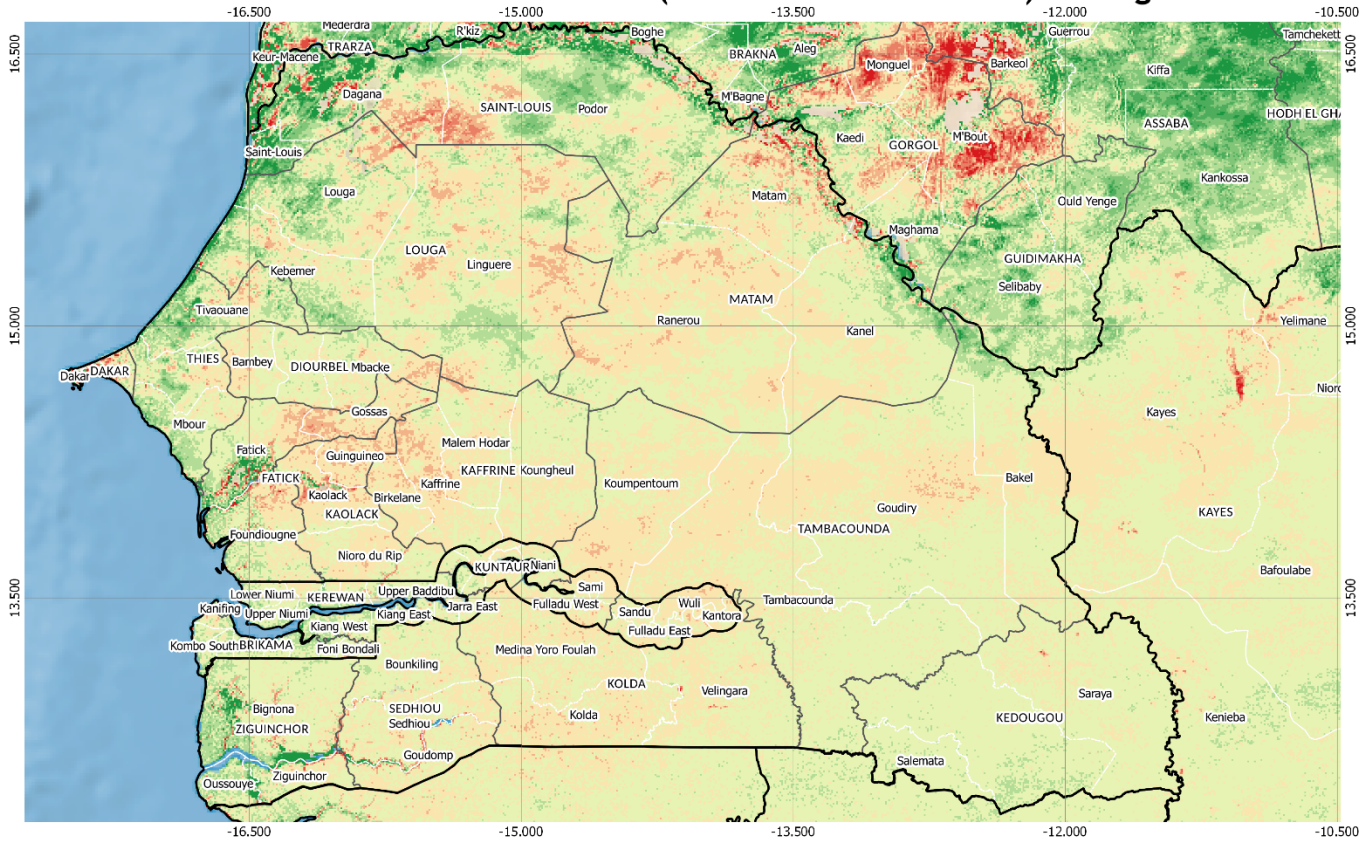 -16.500
-15.000
-13.500
-12.000
-10.500
Mederdra
R'kiz
Boghe
Guerrou
Tamchekett
TRARZA
Keur-Macene
BRAKNA
Aleg
Monguel
Barkeol
Kiffa
16.500
16.500
Dagana
SAINT-LOUIS
Podor
M'Bagne
HODH EL GHA
ASSABA
Kaedi
M'Bout
GORGOL
Saint-Louis
Kankossa
Louga
Matam
Ould Yenge
Maghama
LOUGA
Linguere
GUIDIMAKHA
Kebemer
Selibaby
MATAM
Tivaouane
Ranerou
Kanel
Yelimane
15.000
15.000
THIES
Bambey
DIOURBEL
Mbacke
Dakar
DAKAR
Nioro
Gossas
Kayes
Mbour
Malem Hodar
Fatick
Guinguineo
FATICK
KAFFRINE
Koungheul
Kaffrine
Koumpentoum
Bakel
Kaolack
Birkelane
Goudiry
KAOLACK
KAYES
TAMBACOUNDA
Foundiougne
Nioro du Rip
KUNTAUR
Niani
Bafoulabe
Sami
Lower Niumi
KEREWAN
Upper Baddibu
13.500
13.500
Kanifing
Upper Niumi
Kiang East
Jarra East
Fulladu West
Sandu
Wuli
Kantora
Tambacounda
Kiang West
Fulladu East
Kombo South
BRIKAMA
Foni Bondali
Medina Yoro Foulah
Bounkiling
KOLDA
Velingara
Saraya
Bignona
SEDHIOU
Kolda
Sedhiou
KEDOUGOU
Kenieba
ZIGUINCHOR
Goudomp
Salemata
Ziguinchor
Oussouye
-16.500
-15.000
-13.500
-12.000
-10.500